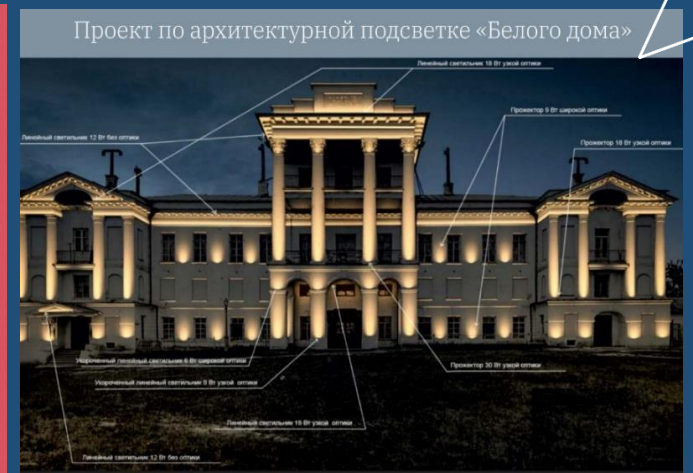 Проект по архитектурной подсветке «Белого дома»
Линейный светильник 18 Вт узкой оптики
Прожектор 9 Вт широкой оптики
Линейный светильник 12 Вт без оптики
Прожектор 18 Вт узкой оптики
Укороченный линейный светильник 6 Вт широкой оптики
Прожектор 30 Вт узкой оптики
Укороченный линейный светильник 9 Вт узкой оптики
Линейный светильник 18 Вт узкой оптики
Линейный светильник 12 Вт без оптики